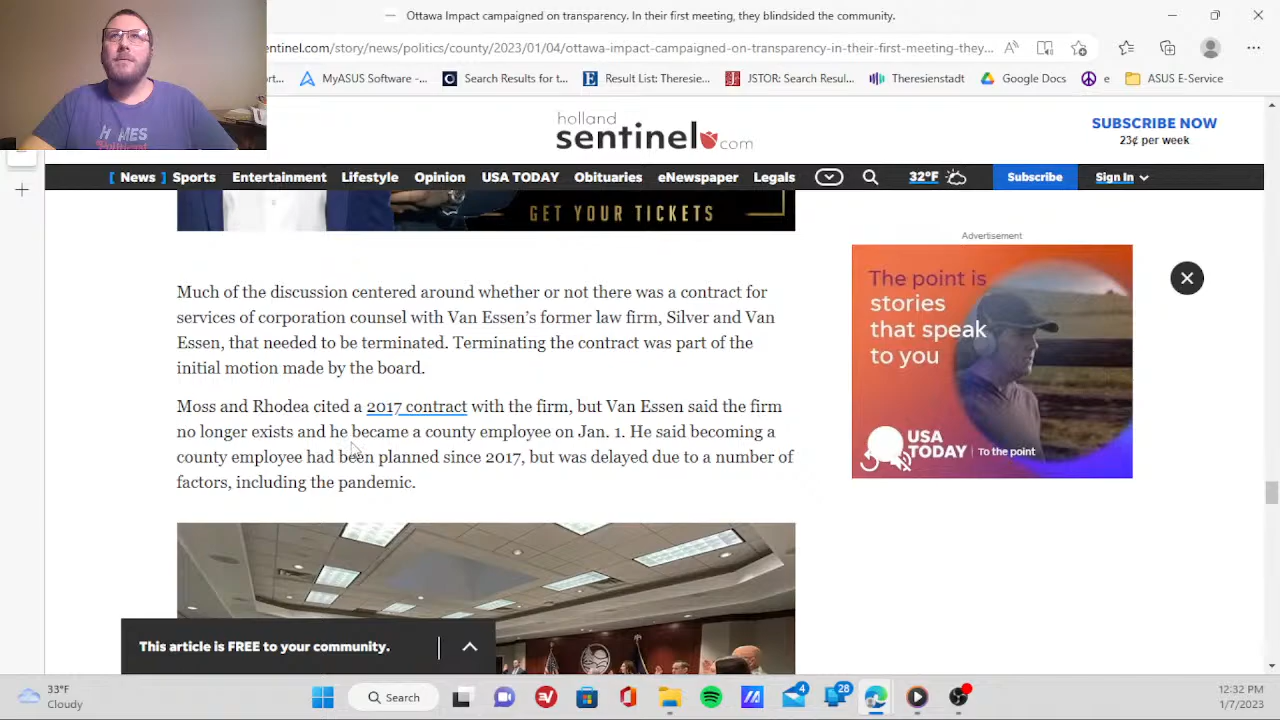 Ottawa Impact campaigned on transparency. In their first meeting, they blindsided the community.
entinel.com/story/news/politics/county/2023/01/04/ottawa-impact-campaigned-on-transparency-in-their-first-meeting-they...
ort... MyASUS Software -... Search Results for t... Result List: Theresie... JSTOR: Search Resul... Theresienstadt Google Docs e ASUS E-Service
holland
sentinel.com
SUBSCRIBE NOW
23¢ per week
[ News ] Sports Entertainment Lifestyle Opinion USA TODAY Obituaries eNewspaper Legals 32°F Subscribe Sign In
GET YOUR TICKETS
Advertisement
The point is
stories
that speak
to you
USA
TODAY
To the point
Much of the discussion centered around whether or not there was a contract for
services of corporation counsel with Van Essen’s former law firm, Silver and Van
Essen, that needed to be terminated. Terminating the contract was part of the
initial motion made by the board.
Moss and Rhodea cited a 2017 contract with the firm, but Van Essen said the firm
no longer exists and he became a county employee on Jan. 1. He said becoming a
county employee had been planned since 2017, but was delayed due to a number of
factors, including the pandemic.
This article is FREE to your community.
33°F
Cloudy
Search
4
28
12:32 PM
1/7/2023